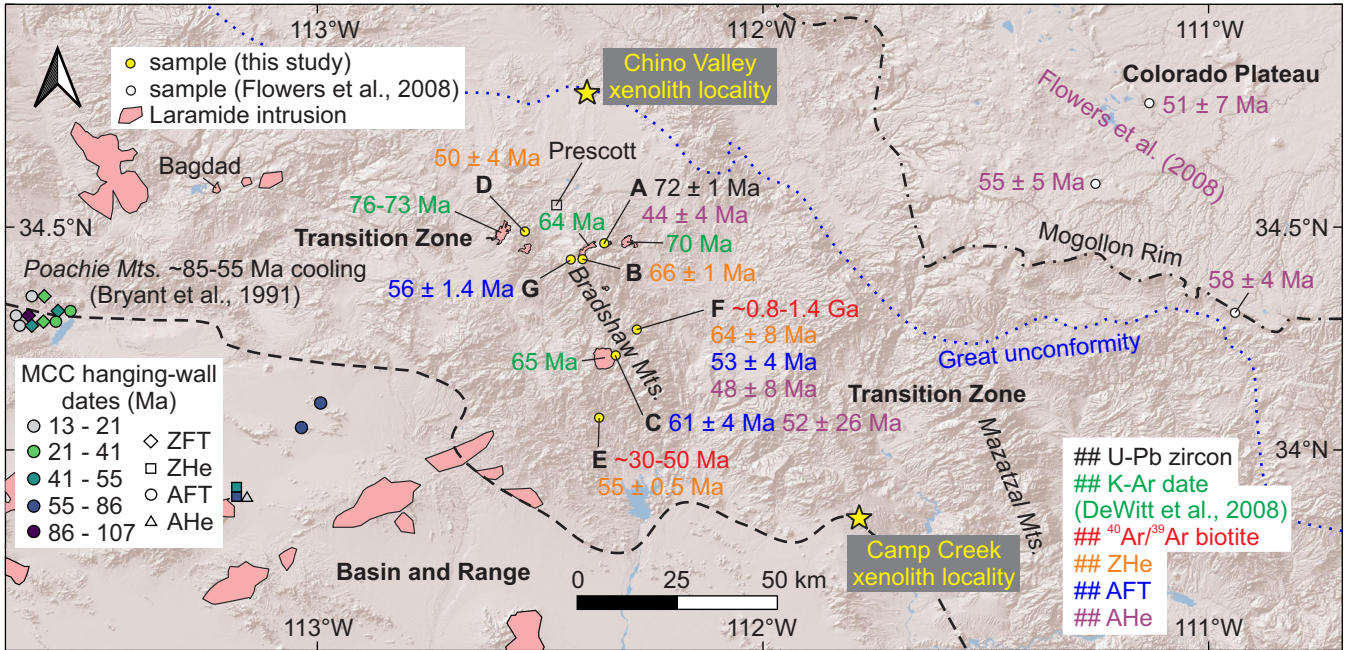 113°W
112°W
111°W
sample (this study)
sample (Flowers et al., 2008)
Laramide intrusion
Chino Valley
xenolith locality
Colorado Plateau
51 ± 7 Ma
Flowers et al.
(2008)
55 ± 5 Ma
Bagdad
50 ± 4 Ma
Prescott
D
A 72 ± 1 Ma
76-73 Ma
64 Ma
44 ± 4 Ma
34.5°N
34.5°N
Transition Zone
70 Ma
Mogollon Rim
Poachie Mts. ~85-55 Ma cooling
(Bryant et al., 1991)
B 66 ± 1 Ma
56 ± 1.4 Ma G
58 ± 4 Ma
Bradshaw Mts.
F ~0.8-1.4 Ga
64 ± 8 Ma
53 ± 4 Ma
48 ± 8 Ma
Great unconformity
65 Ma
Transition Zone
C 61 ± 4 Ma 52 ± 26 Ma
MCC hanging-wall
dates (Ma)
13 - 21
21 - 41
41 - 55
55 - 86
86 - 107
ZFT
ZHe
AFT
AHe
E ~30-50 Ma
55 ± 0.5 Ma
Mazatzal Mts.
34°N
## U-Pb zircon
## K-Ar date
(DeWitt et al., 2008)
## ⁴⁰Ar/³⁹Ar biotite
## ZHe
## AFT
## AHe
Camp Creek
xenolith locality
Basin and Range
0 25 50 km
113°W
112°W
111°W